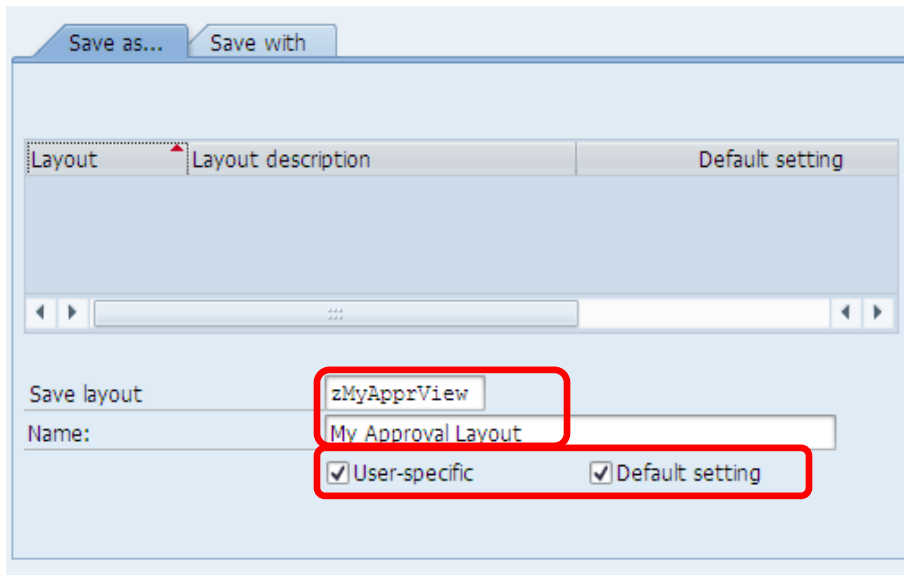 Save as... Save with
Layout Layout description Default setting
Save layout zMyApprView
Name: My Approval Layout
User-specific Default setting